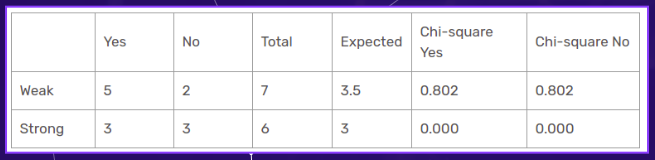 Yes No Total Expected Chi-square Yes Chi-square No
Weak 5 2 7 3.5 0.802 0.802
Strong 3 3 6 3 0.000 0.000